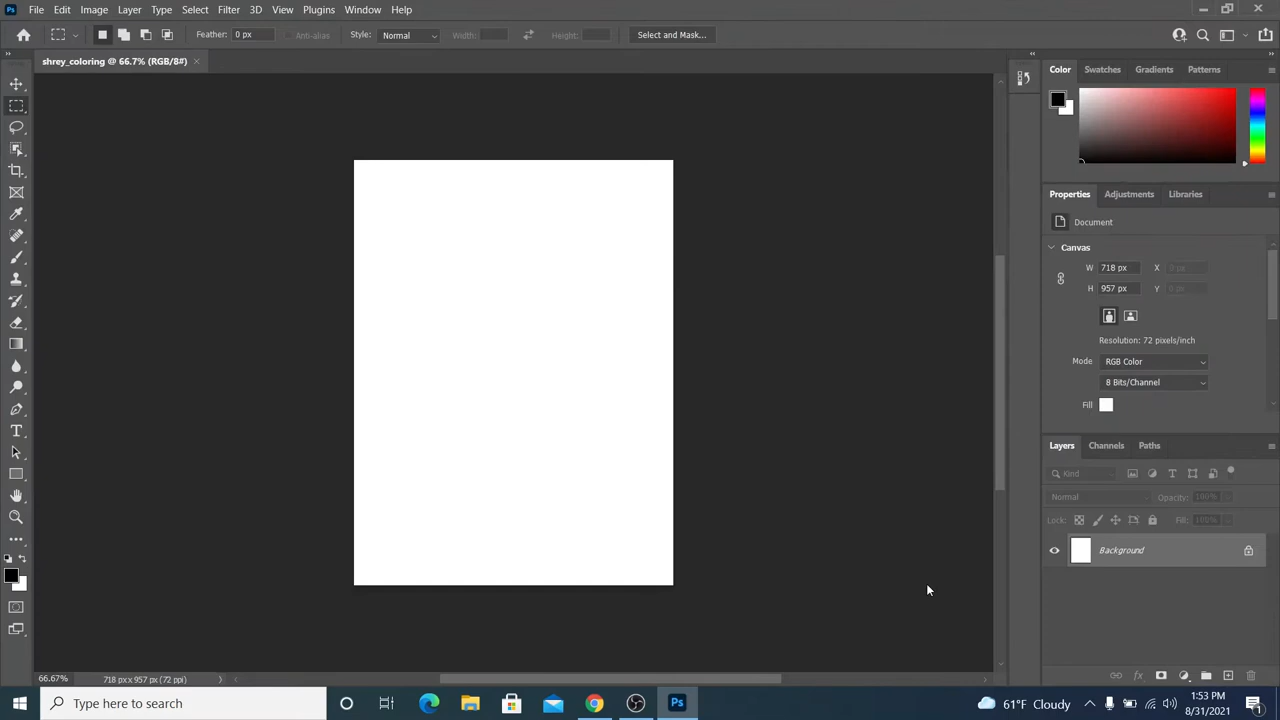 Ps File Edit Image Layer Type Select Filter 3D View Plugins Window Help
Feather: 0 px Anti-alias Style: Normal Width: Height: Select and Mask...
shrey_coloring @ 66.7% (RGB/8#)
Color Swatches Gradients Patterns
Properties Adjustments Libraries
Document
Canvas
W 718 px X 0 px
H 957 px Y 0 px
Resolution: 72 pixels/inch
Mode RGB Color
8 Bits/Channel
Fill
Layers Channels Paths
Kind
Normal Opacity: 100%
Lock: Fill: 100%
Background
66.67% 718 px x 957 px (72 ppi)
Type here to search Ps 61°F Cloudy 1:53 PM
8/31/2021 1